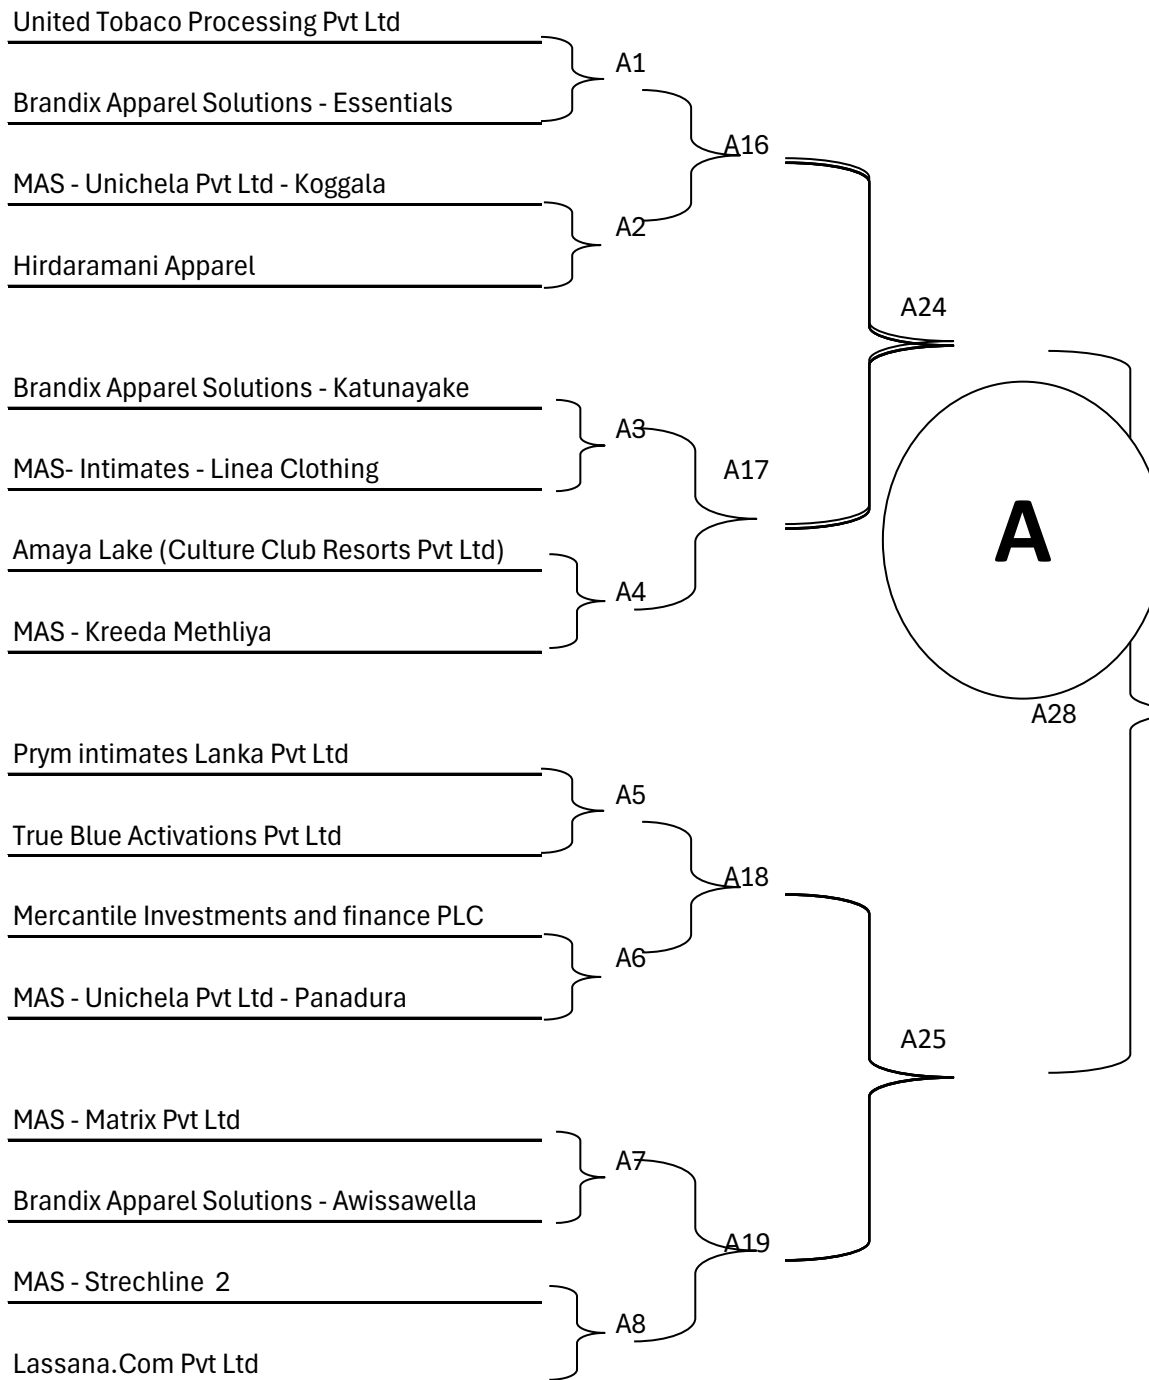 United Tobaco Processing Pvt Ltd
A1
Brandix Apparel Solutions - Essentials
A16
MAS - Unichela Pvt Ltd - Koggala
A2
Hirdaramani Apparel
A24
Brandix Apparel Solutions - Katunayake
A3
MAS- Intimates - Linea Clothing
A17
A
Amaya Lake (Culture Club Resorts Pvt Ltd)
A4
MAS - Kreeda Methliya
A28
Prym intimates Lanka Pvt Ltd
A5
True Blue Activations Pvt Ltd
A18
Mercantile Investments and finance PLC
A6
MAS - Unichela Pvt Ltd - Panadura
A25
MAS - Matrix Pvt Ltd
A7
Brandix Apparel Solutions - Awissawella
A19
MAS - Strechline  2
A8
Lassana.Com Pvt Ltd